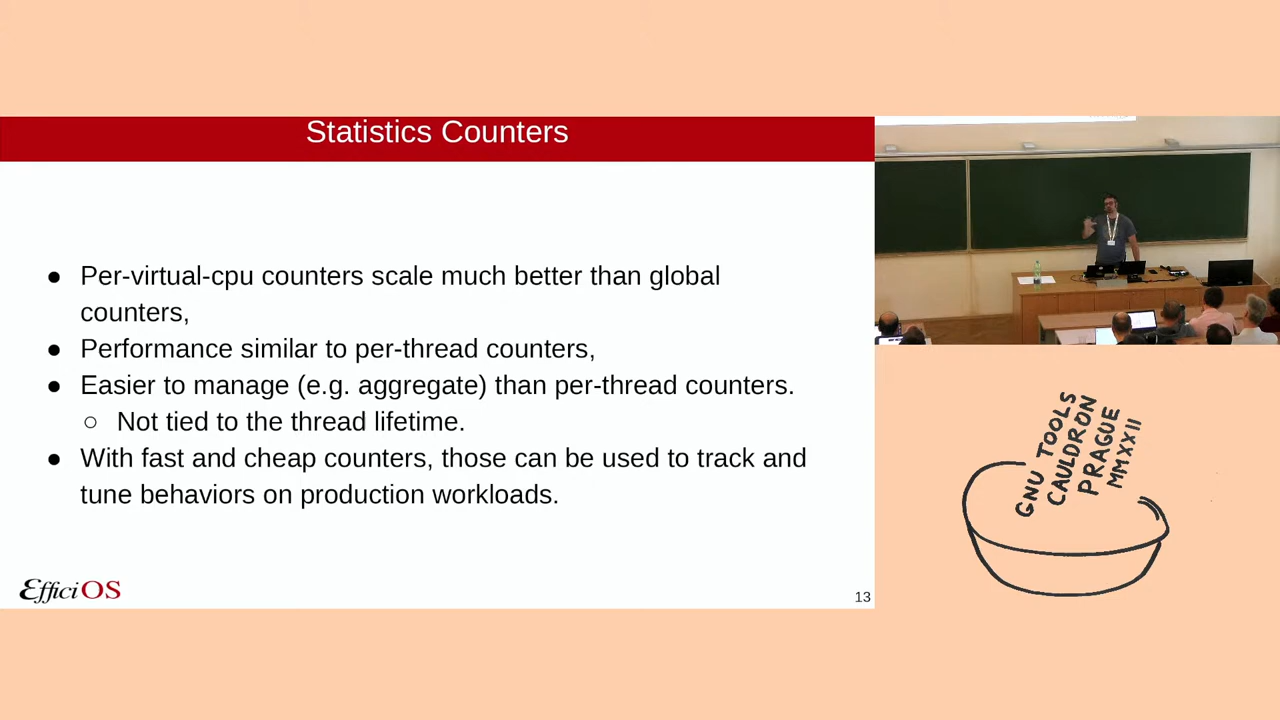 Statistics Counters
● Per-virtual-cpu counters scale much better than global
counters,
● Performance similar to per-thread counters,
● Easier to manage (e.g. aggregate) than per-thread counters.
○ Not tied to the thread lifetime.
● With fast and cheap counters, those can be used to track and
tune behaviors on production workloads.
EfficiOS
13
GNU TOOLS
CAULDRON
PRAGUE
MMXXII